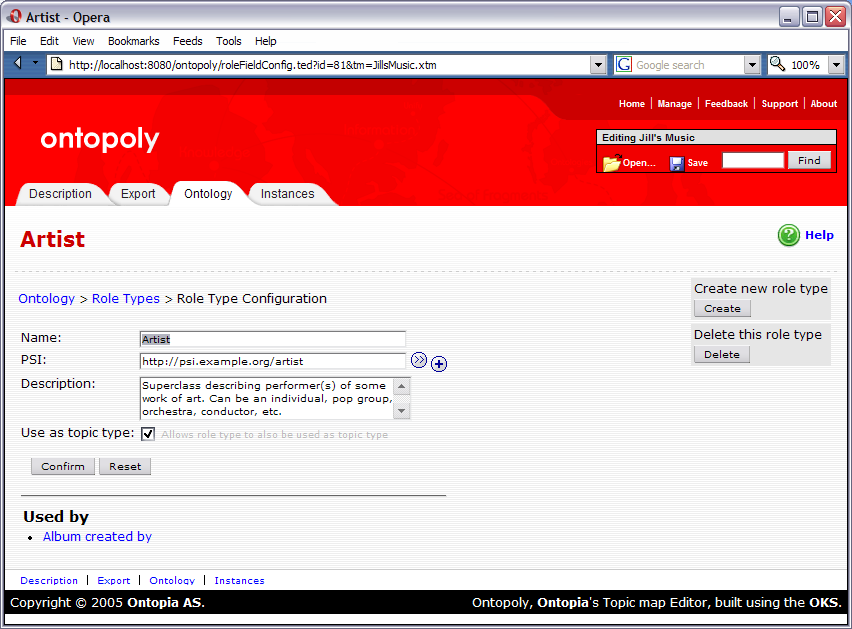 Artist - Opera
File Edit View Bookmarks Feeds Tools Help
http://localhost:8080/ontopoly/roleFieldConfig.ted?id=81&tm=JillsMusic.xtm
G Google search
100%
Home | Manage | Feedback | Support | About
ontopoly
Editing Jill's Music
Open... Save Find
Description Export Ontology Instances
Artist
? Help
Ontology > Role Types > Role Type Configuration
Create new role type
Create
Delete this role type
Delete
Name: Artist
PSI: http://psi.example.org/artist
Description: Superclass describing performer(s) of some
work of art. Can be an individual, pop group,
orchestra, conductor, etc.
Use as topic type: Allows role type to also be used as topic type
Confirm Reset
Used by
• Album created by
Description | Export | Ontology | Instances
Copyright © 2005 Ontopia AS.
Ontopoly, Ontopia's Topic map Editor, built using the OKS.